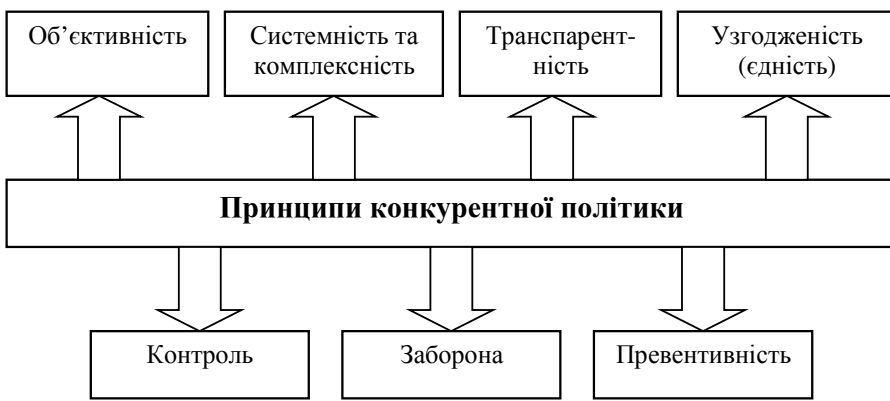 Об’єктивність
Системність та
комплексність
Транспарент-
ність
Узгодженість
(єдність)
Принципи конкурентної політики
Контроль
Заборона
Превентивність